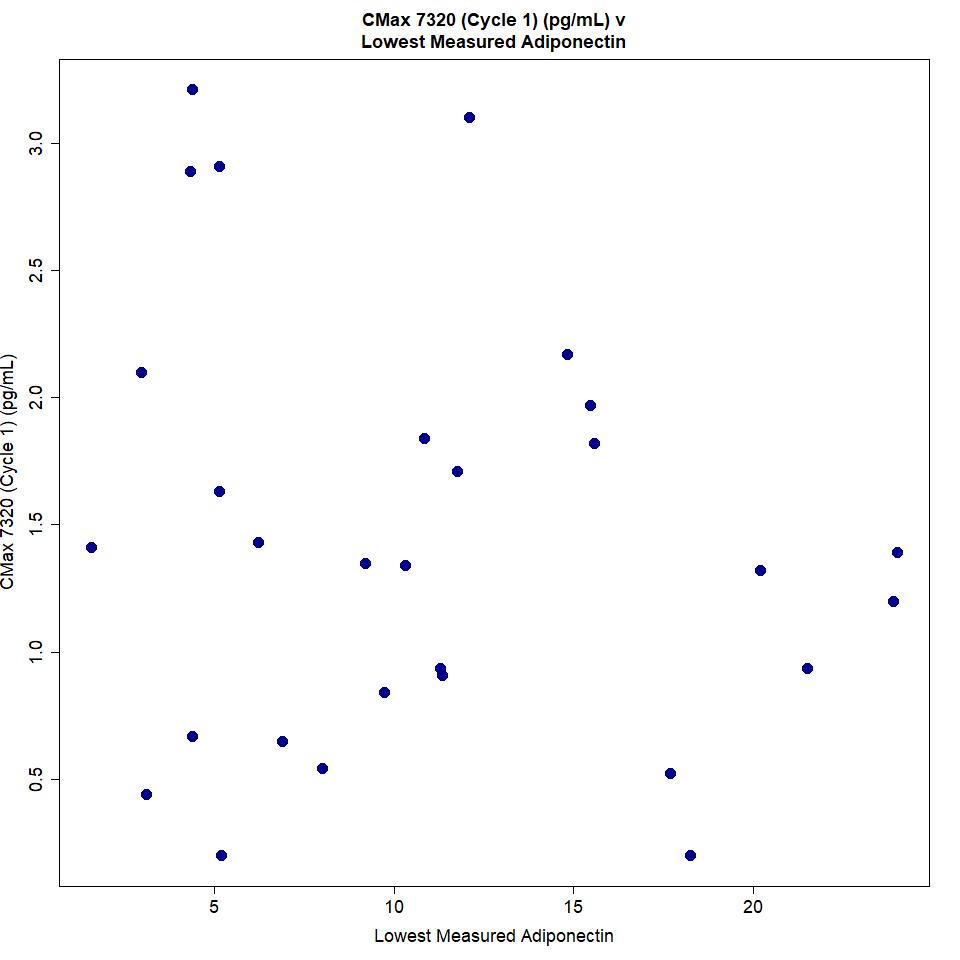 CMax 7320 (Cycle 1) (pg/mL) v
Lowest Measured Adiponectin
CMax 7320 (Cycle 1) (pg/mL)
3.0
2.5
2.0
1.5
1.0
0.5
5 10 15 20
Lowest Measured Adiponectin